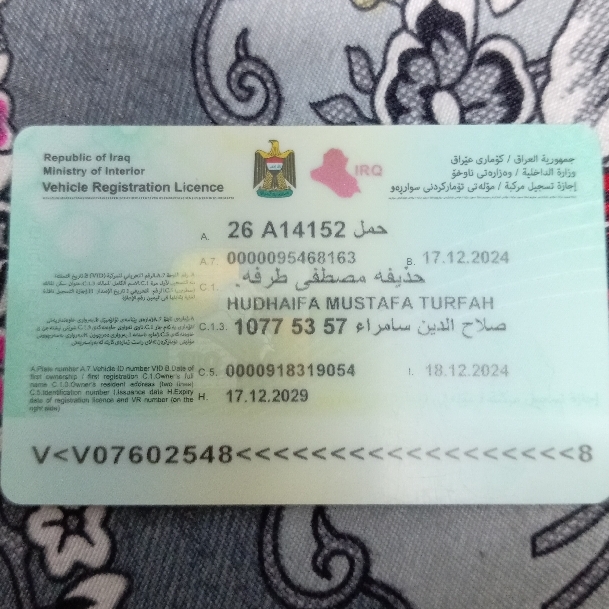 Republic of Iraq
Ministry of Interior
Vehicle Registration Licence
IRQ
جمهورية العراق / كۆماری عێراق
وزارة الداخلية / وەزارەتی ناوخۆ
إجازة تسجيل مركبة / مۆڵەتی تۆمارکردنی
A. 26 A14152 حمل
A.7. 0000095468163 B. 17.12.2024
C.1. حذيفه مصطفى طرفه.
HUDHAIFA MUSTAFA TURFAH
C.1.3. 1077 53 57 صلاح الدين سامراء
C.5. 0000918319054 I. 18.12.2024
H. 17.12.2029
A.Plate number A.7 Vehicle ID number VID B.Date of
first ownership / first registration C.1.Owner's full
name C.1.3.Owner's resident address (two lines)
C.5.Identification number I.Issuance date H.Expiry
date of registration licence and VR number (on the
right side)
V<V07602548<<<<<<<<<<<<<<<<<<8